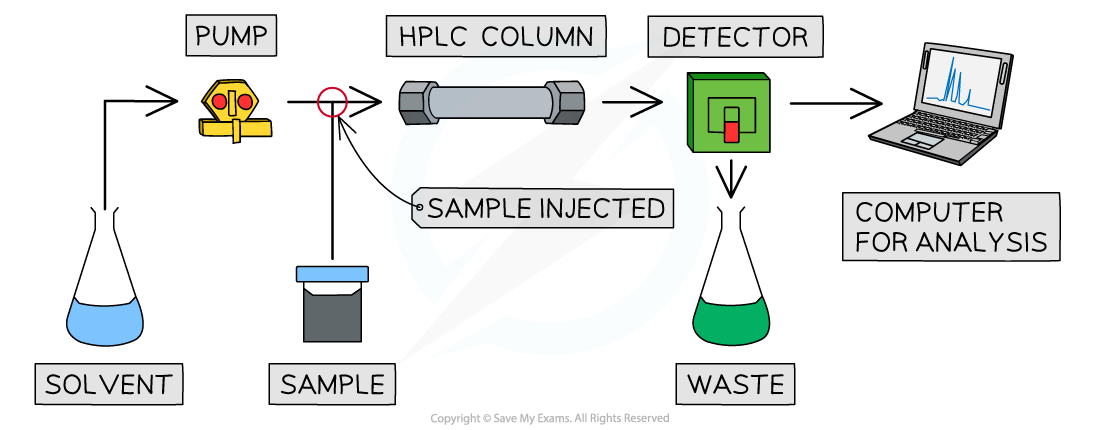 PUMP
HPLC COLUMN
DETECTOR
SAMPLE INJECTED
COMPUTER
FOR ANALYSIS
SOLVENT
SAMPLE
WASTE
Copyright © Save My Exams. All Rights Reserved